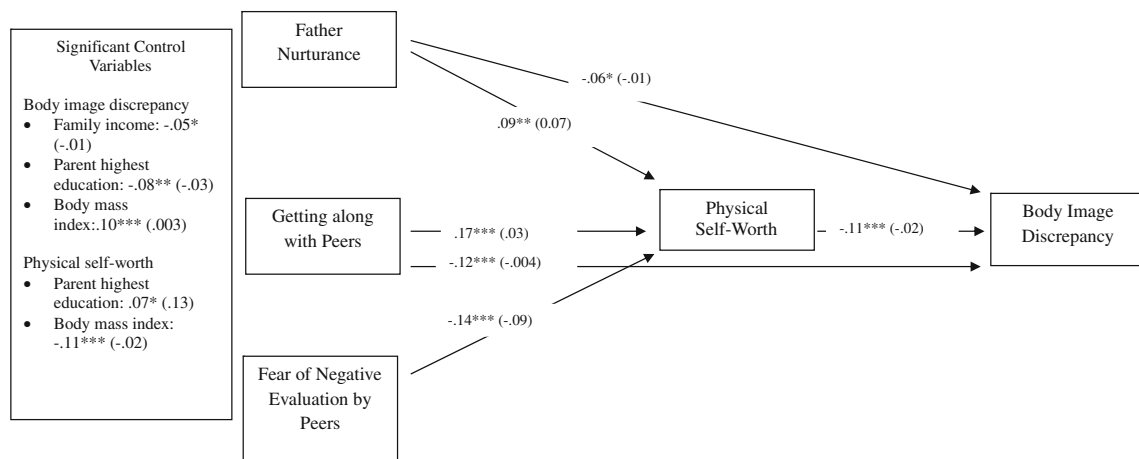 Significant Control
Variables
Body image discrepancy
• Family income: -.05*
(-.01)
• Parent highest
education: -.08** (-.03)
• Body mass
index:.10*** (.003)
Physical self-worth
• Parent highest
education: .07* (.13)
• Body mass index:
-.11*** (-.02)
Father
Nurturance
-.06* (-.01)
.09** (0.07)
Getting along
with Peers
.17*** (.03)
-.12*** (-.004)
Physical
Self-Worth
-.11*** (-.02)
Body Image
Discrepancy
-.14*** (-.09)
Fear of Negative
Evaluation by
Peers